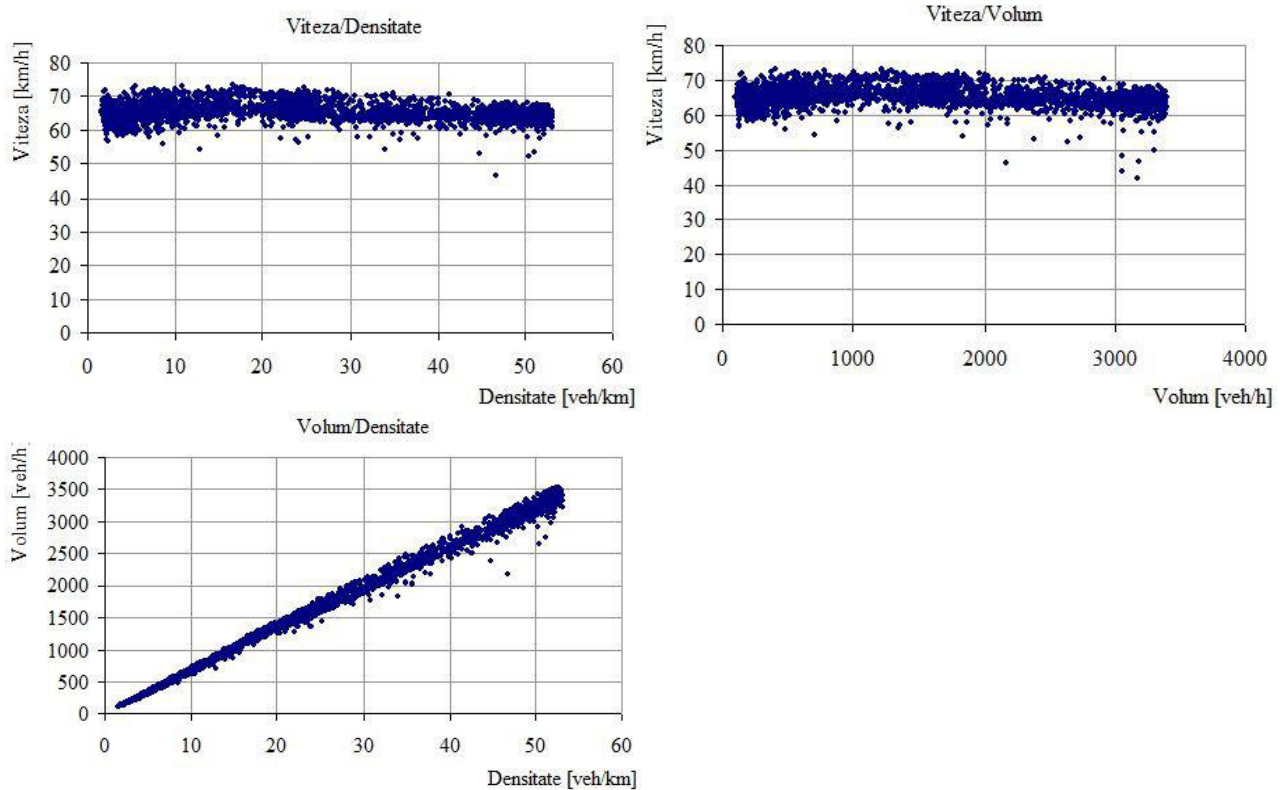 Viteza/Densitate
Viteza [km/h]
80
70
60
50
40
30
20
10
0
0 10 20 30 40 50 60
Densitate [veh/km]
Viteza/Volum
Viteza [km/h]
80
70
60
50
40
30
20
10
0
0 1000 2000 3000 4000
Volum [veh/h]
Volum/Densitate
Volum [veh/h]
4000
3500
3000
2500
2000
1500
1000
500
0
0 10 20 30 40 50 60
Densitate [veh/km]